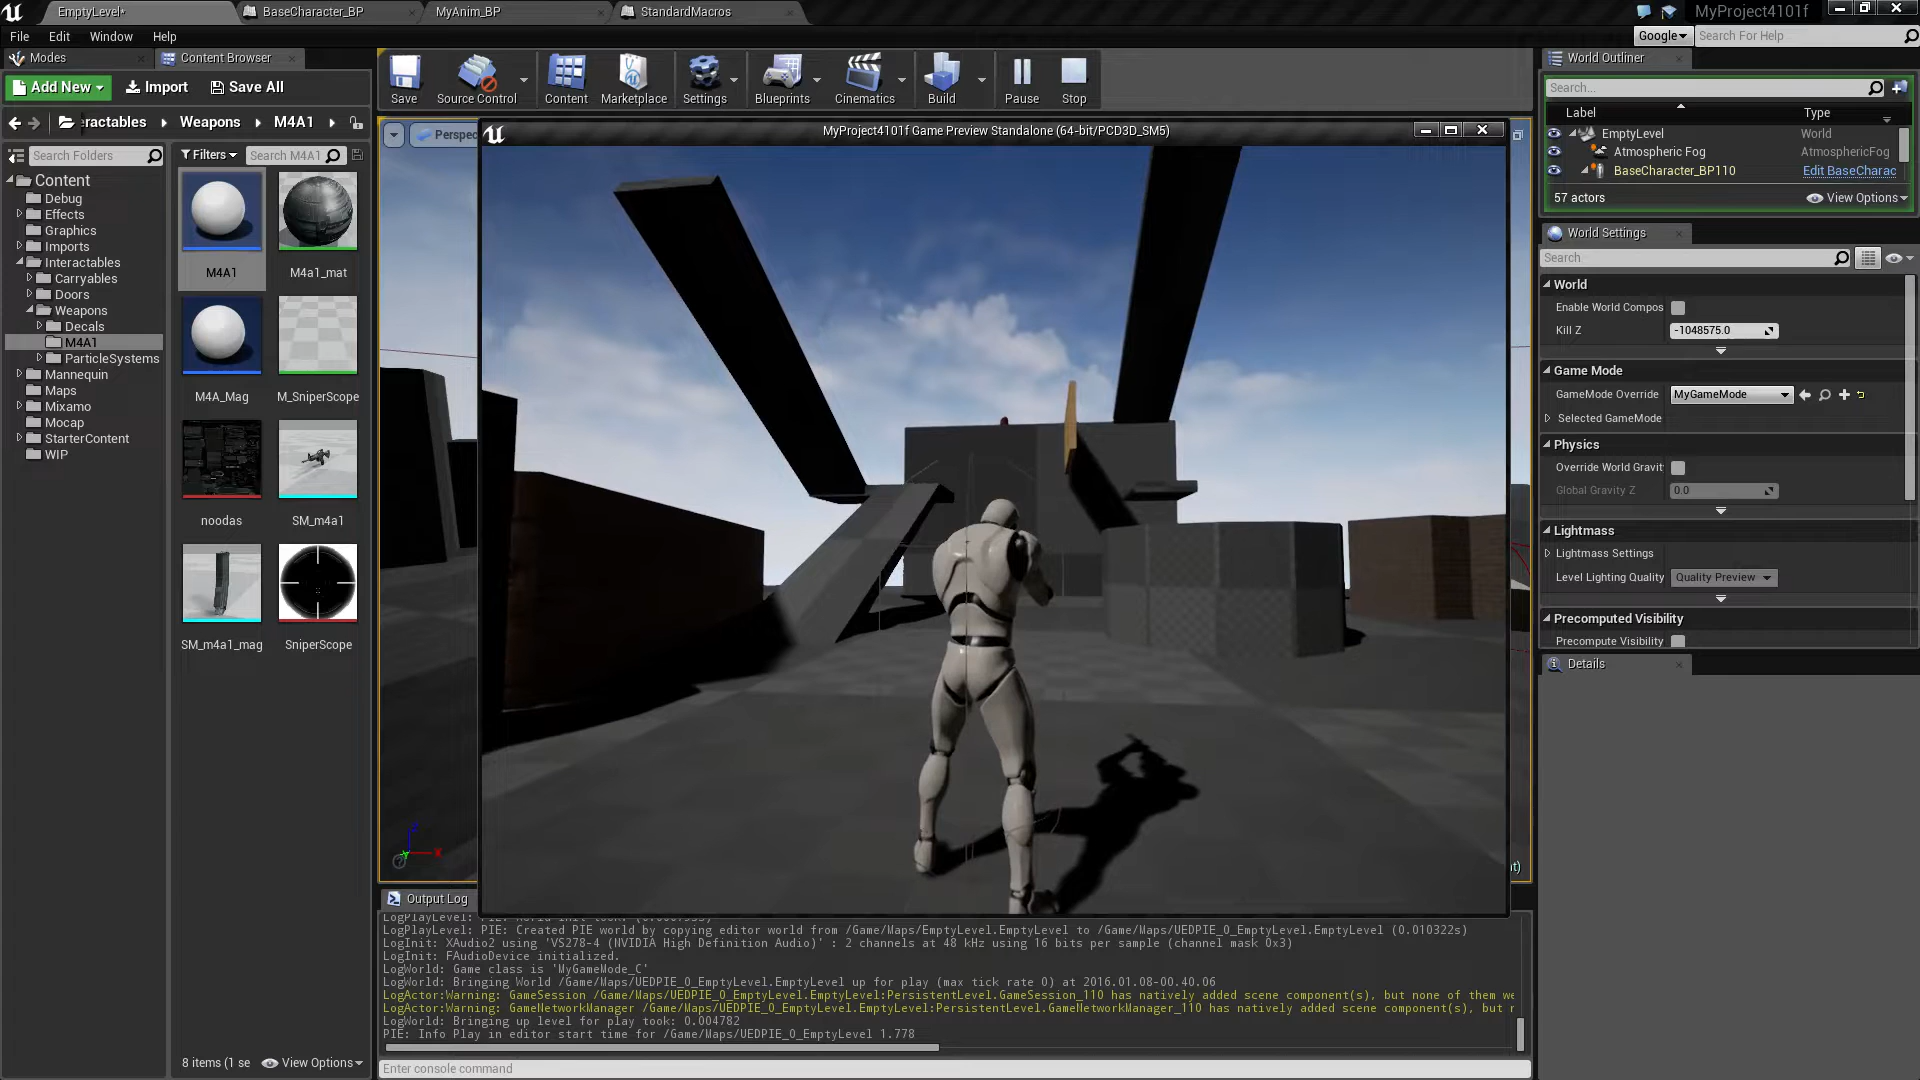 EmptyLevel•
BaseCharacter_BP
MyAnim_BP
StandardMacros
MyProject4101f
File Edit Window Help
Google
Search For Help
Modes
Content Browser
Add New
Import
Save All
ractables
Weapons
M4A1
Search Folders
Filters
Search M4A1
Content
Debug
Effects
Graphics
Imports
Interactables
Carryables
Doors
Weapons
Decals
M4A1
ParticleSystems
Mannequin
Maps
Mixamo
Mocap
StarterContent
WIP
M4A1
M4a1_mat
M4A_Mag
M_SniperScope
noodas
SM_m4a1
SM_m4a1_mag
SniperScope
8 items (1 se
View Options
Save
Source Control
Content
Marketplace
Settings
Blueprints
Cinematics
Build
Pause
Stop
Perspec
MyProject4101f Game Preview Standalone (64-bit/PCD3D_SM5)
Output Log
LogPlayLevel: PIE: Created PIE world by copying editor world from /Game/Maps/EmptyLevel.EmptyLevel to /Game/Maps/UEDPIE_0_EmptyLevel.EmptyLevel (0.010322s)
LogInit: XAudio2 using 'VS278-4 (NVIDIA High Definition Audio)' : 2 channels at 48 kHz using 16 bits per sample (channel mask 0x3)
LogInit: FAudioDevice initialized.
LogWorld: Game class is 'MyGameMode_C'
LogWorld: Bringing World /Game/Maps/UEDPIE_0_EmptyLevel.EmptyLevel up for play (max tick rate 0) at 2016.01.08-00.40.06
LogActor:Warning: GameSession /Game/Maps/UEDPIE_0_EmptyLevel.EmptyLevel:PersistentLevel.GameSession_110 has natively added scene component(s), but none of them we
LogActor:Warning: GameNetworkManager /Game/Maps/UEDPIE_0_EmptyLevel.EmptyLevel:PersistentLevel.GameNetworkManager_110 has natively added scene component(s), but r
LogWorld: Bringing up level for play took: 0.004782
PIE: Info Play in editor start time for /Game/Maps/UEDPIE_0_EmptyLevel 1.778
Enter console command
World Outliner
Search...
Label Type
EmptyLevel World
Atmospheric Fog AtmosphericFog
BaseCharacter_BP110 Edit BaseCharac
57 actors
View Options
World Settings
Search
World
Enable World Compos
Kill Z -1048575.0
Game Mode
GameMode Override MyGameMode
Selected GameMode
Physics
Override World Gravit
Global Gravity Z 0.0
Lightmass
Lightmass Settings
Level Lighting Quality Quality Preview
Precomputed Visibility
Precompute Visibility
Details